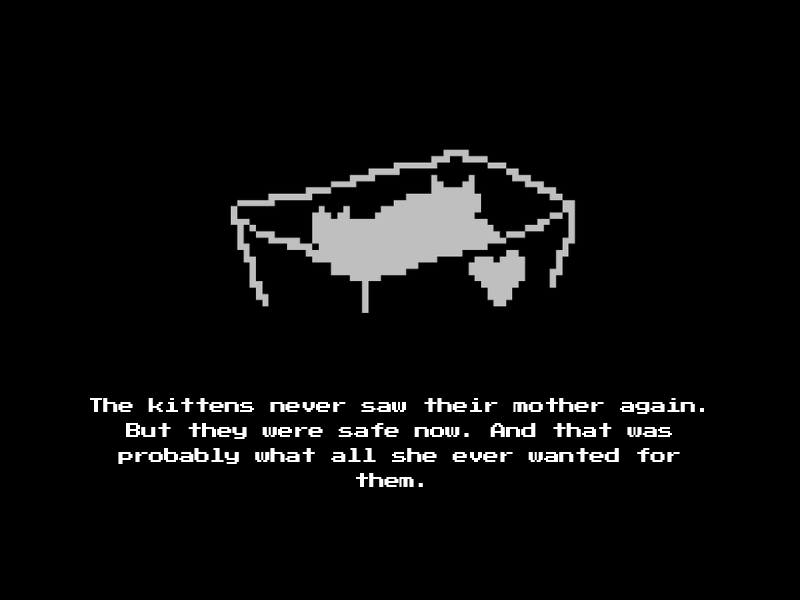 The kittens never saw their mother again.
But they were safe now. And that was
probably what all she ever wanted for
them.